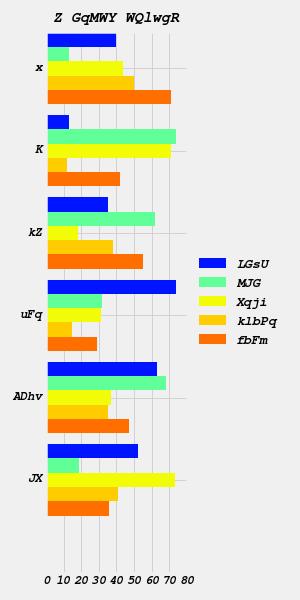 Z GqMWY WQlwgR
x
K
kZ
uFq
ADhv
JX
LGsU
MJG
Xqji
klbPq
fbFm
0 10 20 30 40 50 60 70 80